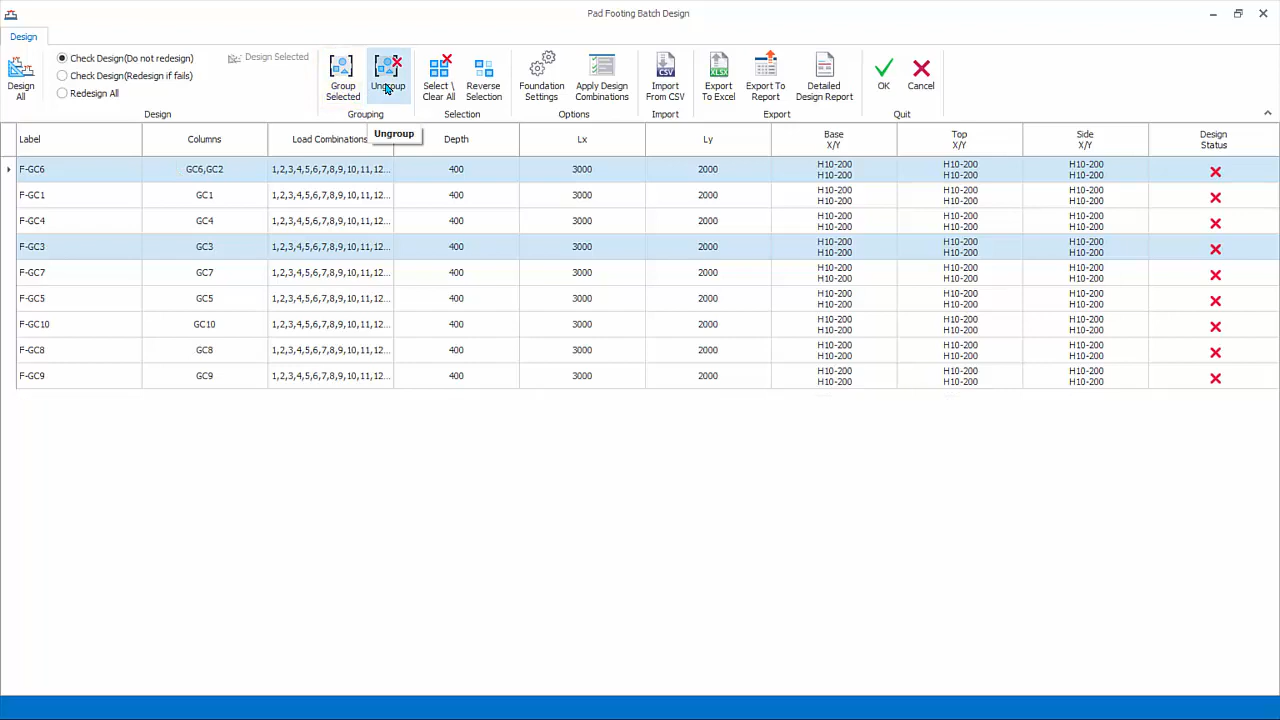 Pad Footing Batch Design
Design
Design All
Check Design(Do not redesign)
Check Design(Redesign if fails)
Redesign All
Design Selected
Design
Group Selected
Ungroup
Grouping
Select \ Clear All
Reverse Selection
Selection
Foundation Settings
Apply Design Combinations
Options
Import From CSV
Import
Export To Excel
Export To Report
Detailed Design Report
Export
OK
Cancel
Quit
Ungroup
Label Columns Load Combinations Depth Lx Ly Base X/Y Top X/Y Side X/Y Design Status
F-GC6 GC6,GC2 1,2,3,4,5,6,7,8,9,10,11,12... 400 3000 2000 H10-200 H10-200 H10-200
H10-200 H10-200 H10-200
F-GC1 GC1 1,2,3,4,5,6,7,8,9,10,11,12... 400 3000 2000 H10-200 H10-200 H10-200
H10-200 H10-200 H10-200
F-GC4 GC4 1,2,3,4,5,6,7,8,9,10,11,12... 400 3000 2000 H10-200 H10-200 H10-200
H10-200 H10-200 H10-200
F-GC3 GC3 1,2,3,4,5,6,7,8,9,10,11,12... 400 3000 2000 H10-200 H10-200 H10-200
H10-200 H10-200 H10-200
F-GC7 GC7 1,2,3,4,5,6,7,8,9,10,11,12... 400 3000 2000 H10-200 H10-200 H10-200
H10-200 H10-200 H10-200
F-GC5 GC5 1,2,3,4,5,6,7,8,9,10,11,12... 400 3000 2000 H10-200 H10-200 H10-200
H10-200 H10-200 H10-200
F-GC10 GC10 1,2,3,4,5,6,7,8,9,10,11,12... 400 3000 2000 H10-200 H10-200 H10-200
H10-200 H10-200 H10-200
F-GC8 GC8 1,2,3,4,5,6,7,8,9,10,11,12... 400 3000 2000 H10-200 H10-200 H10-200
H10-200 H10-200 H10-200
F-GC9 GC9 1,2,3,4,5,6,7,8,9,10,11,12... 400 3000 2000 H10-200 H10-200 H10-200
H10-200 H10-200 H10-200